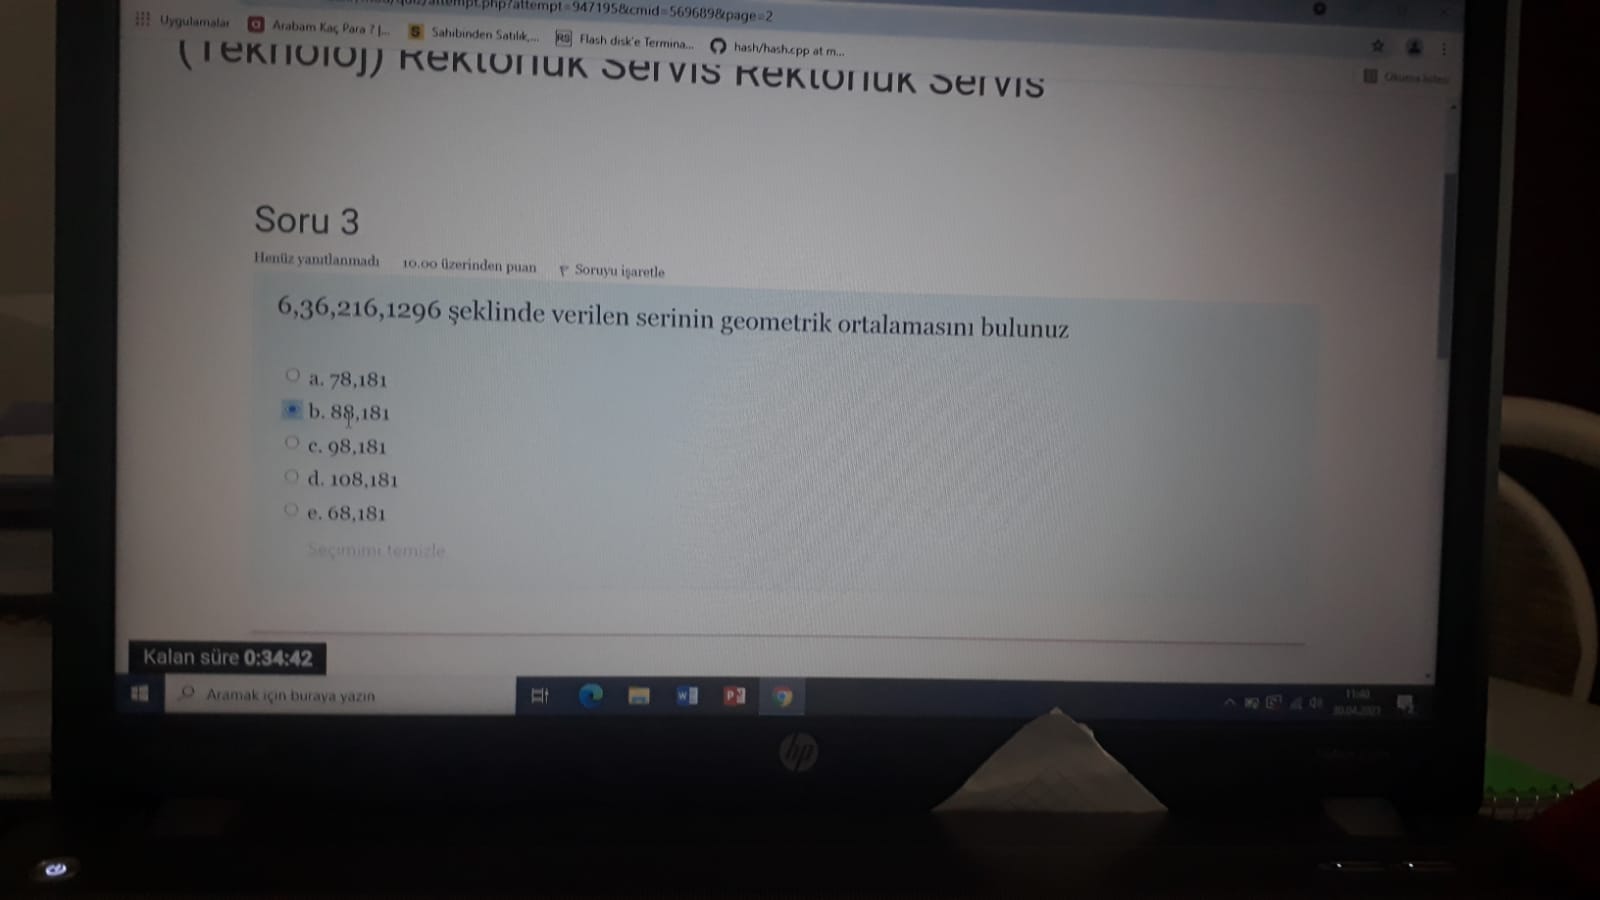 attempt.php?attempt=947195&cmid=569689&page=2
Uygulamalar Arabam Kaç Para ? |... S Sahibinden Satılık,... RS Flash disk'e Termina... hash/hash.cpp at m...
Okuma listesi
(Teknoloji) Rektörlük Servis Rektörlük Servis
Soru 3
Henüz yanıtlanmadı 10.00 üzerinden puan Soruyu işaretle
6,36,216,1296 şeklinde verilen serinin geometrik ortalamasını bulunuz
a. 78,181
b. 88,181
c. 98,181
d. 108,181
e. 68,181
Seçimimi temizle
Kalan süre 0:34:42
Aramak için buraya yazın
11:40
30.04.2021
hp